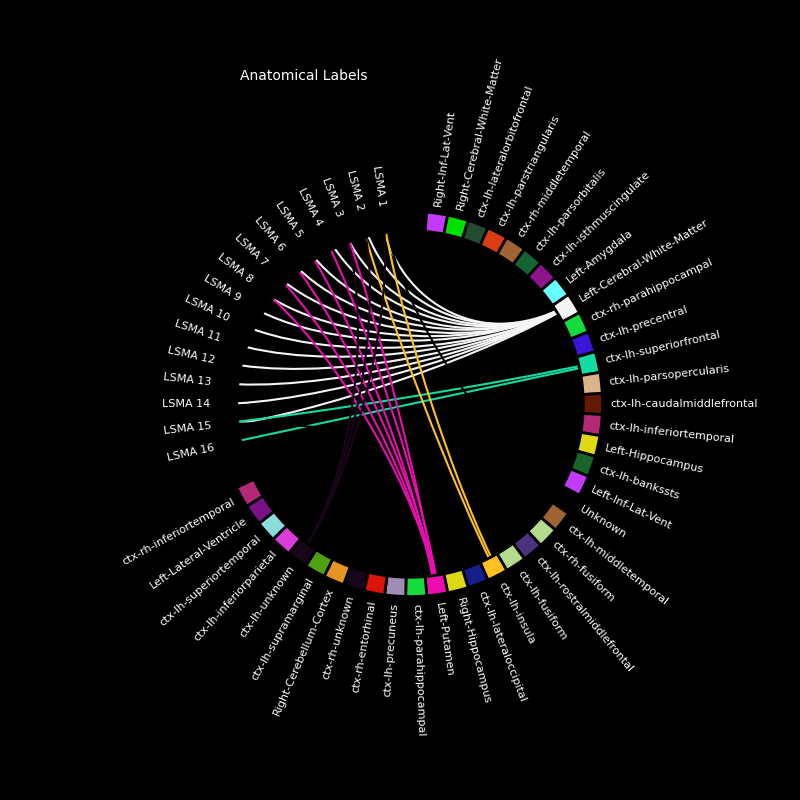 Anatomical Labels
LSMA 1
LSMA 2
LSMA 3
LSMA 4
LSMA 5
LSMA 6
LSMA 7
LSMA 8
LSMA 9
LSMA 10
LSMA 11
LSMA 12
LSMA 13
LSMA 14
LSMA 15
LSMA 16
ctx-rh-inferiortemporal
Left-Lateral-Ventricle
ctx-lh-superiortemporal
ctx-lh-inferiorparietal
ctx-lh-unknown
ctx-lh-supramarginal
Right-Cerebellum-Cortex
ctx-rh-unknown
ctx-rh-entorhinal
ctx-lh-precuneus
ctx-lh-parahippocampal
Left-Putamen
Right-Hippocampus
ctx-lh-lateraloccipital
ctx-lh-insula
ctx-lh-fusiform
ctx-lh-rostralmiddlefrontal
ctx-rh-fusiform
ctx-lh-middletemporal
Unknown
Left-Inf-Lat-Vent
ctx-lh-bankssts
Left-Hippocampus
ctx-lh-inferiortemporal
ctx-lh-caudalmiddlefrontal
ctx-lh-parsopercularis
ctx-lh-superiorfrontal
ctx-lh-precentral
ctx-rh-parahippocampal
Left-Cerebral-White-Matter
Left-Amygdala
ctx-lh-isthmuscingulate
ctx-lh-parsorbitalis
ctx-rh-middletemporal
ctx-lh-parstriangularis
ctx-lh-lateralorbitofrontal
Right-Cerebral-White-Matter
Right-Inf-Lat-Vent